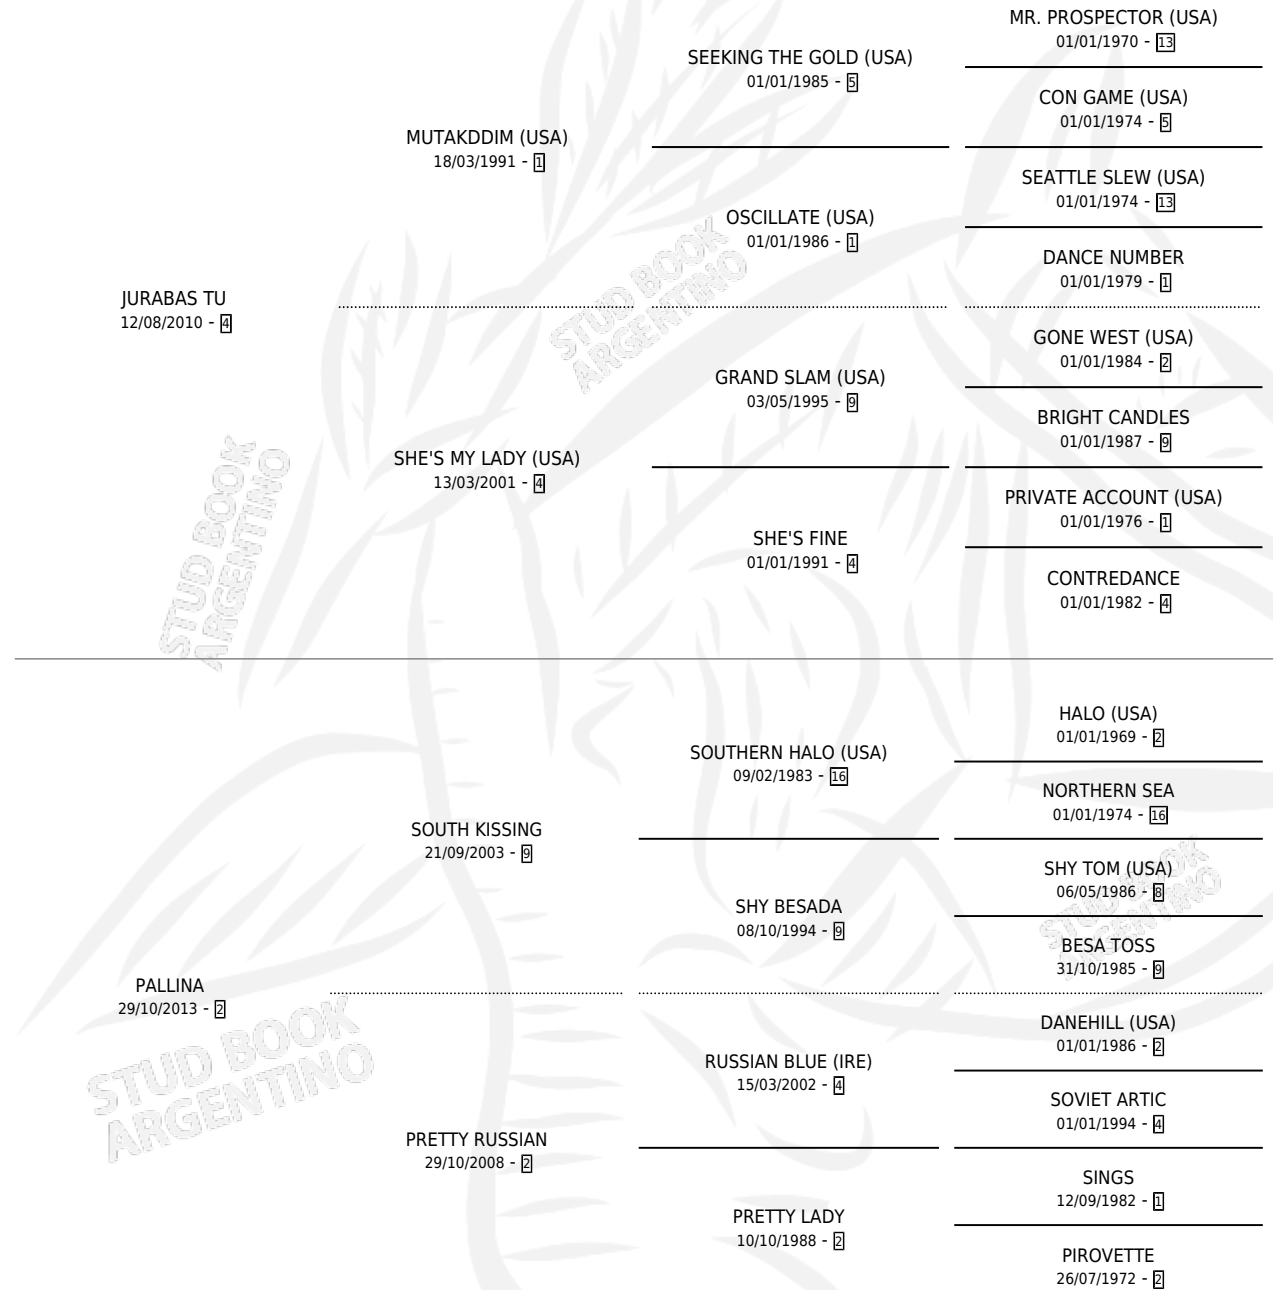 MR. PROSPECTOR (USA)
01/01/1970 - 13
SEEKING THE GOLD (USA)
01/01/1985 - 5
CON GAME (USA)
01/01/1974 - 5
MUTAKDDIM (USA)
18/03/1991 - 1
SEATTLE SLEW (USA)
01/01/1974 - 13
OSCILLATE (USA)
01/01/1986 - 1
DANCE NUMBER
01/01/1979 - 1
JURABAS TU
12/08/2010 - 4
STUD BOOK
ARGENTINO
GONE WEST (USA)
01/01/1984 - 2
GRAND SLAM (USA)
03/05/1995 - 9
BRIGHT CANDLES
01/01/1987 - 9
SHE'S MY LADY (USA)
13/03/2001 - 4
PRIVATE ACCOUNT (USA)
01/01/1976 - 1
SHE'S FINE
01/01/1991 - 4
CONTREDANCE
01/01/1982 - 4
STUD BOOK
ARGENTINO
HALO (USA)
01/01/1969 - 2
SOUTHERN HALO (USA)
09/02/1983 - 16
NORTHERN SEA
01/01/1974 - 16
SOUTH KISSING
21/09/2003 - 9
SHY TOM (USA)
06/05/1986 - 8
SHY BESADA
08/10/1994 - 9
BESA TOSS
31/10/1985 - 9
STUD BOOK
ARGENTINO
PALLINA
29/10/2013 - 2
DANEHILL (USA)
01/01/1986 - 2
RUSSIAN BLUE (IRE)
15/03/2002 - 4
SOVIET ARTIC
01/01/1994 - 4
STUD BOOK
ARGENTINO
PRETTY RUSSIAN
29/10/2008 - 2
SINGS
12/09/1982 - 1
PRETTY LADY
10/10/1988 - 2
PIROVETTE
26/07/1972 - 2